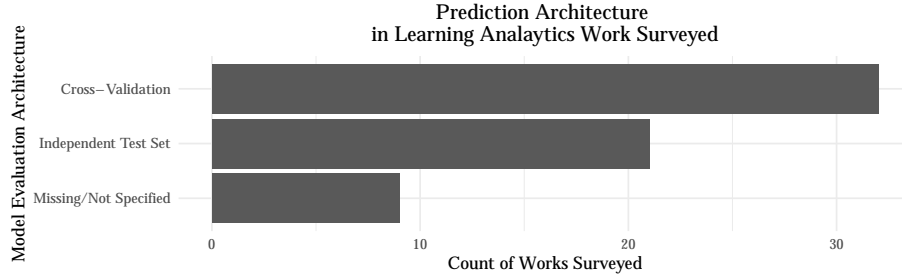 Prediction Architecture
in Learning Analaytics Work Surveyed
Model Evaluation Architecture
Cross−Validation
Independent Test Set
Missing/Not Specified
0 10 20 30
Count of Works Surveyed